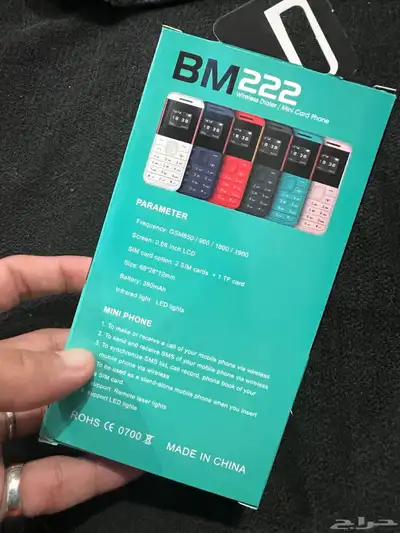 BM222
Wireless Dialer / Mini Card Phone
PARAMETER
Frequency: GSM850 / 900 / 1800 / 1900
Screen: 0.66 inch LCD
SIM card option: 2 SIM cards + 1 TF card
Size: 68*28*12mm
Battery: 380mAh
Infrared light LED lights
MINI PHONE
1. To make or receive a call of your mobile phone via wireless
2. To send and receive SMS of your mobile phone via wireless
3. To synchronize SMS list, call record, phone book of your
mobile phone via wireless
To be used as a stand-alone mobile phone when you insert
SIM card.
Support: Remote laser lights
Support LED lights
ROHS CE 0700
MADE IN CHINA
حراج